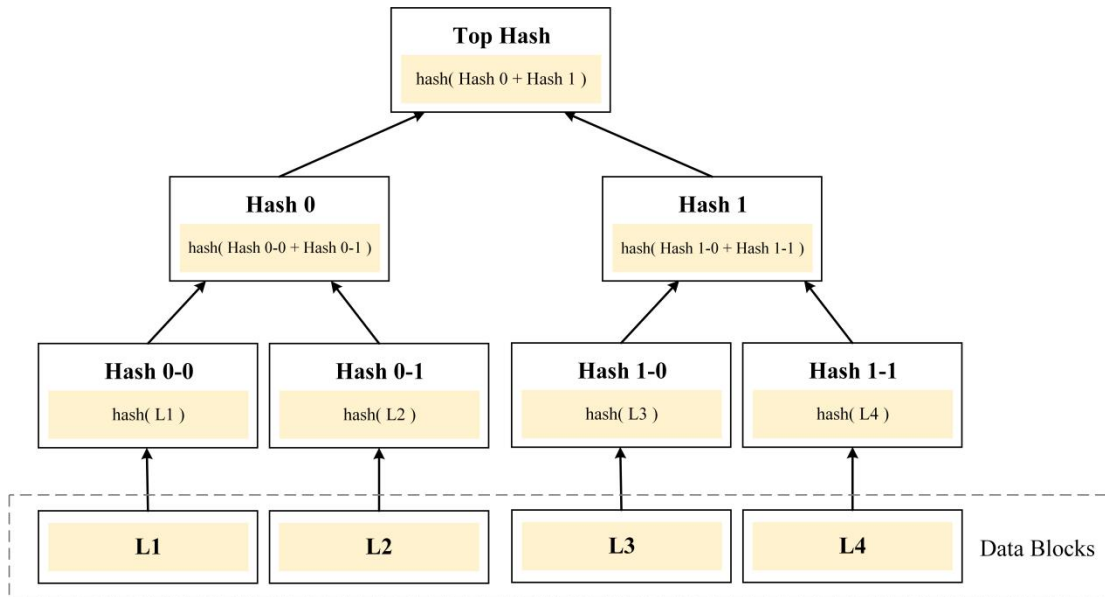 Top Hash
hash( Hash 0 + Hash 1 )
Hash 0
hash( Hash 0-0 + Hash 0-1 )
Hash 1
hash( Hash 1-0 + Hash 1-1 )
Hash 0-0
hash( L1 )
Hash 0-1
hash( L2 )
Hash 1-0
hash( L3 )
Hash 1-1
hash( L4 )
L1
L2
L3
L4
Data Blocks